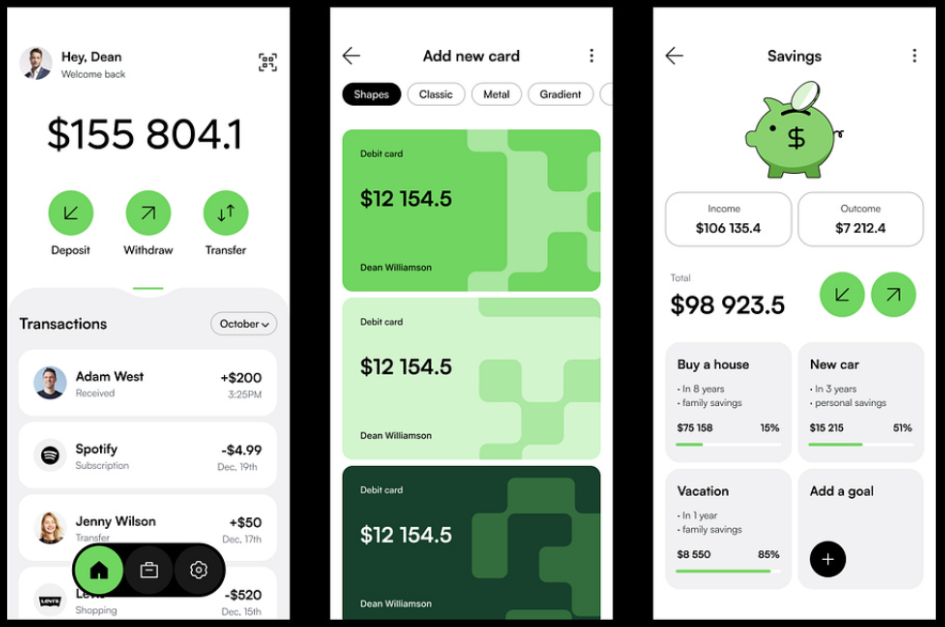 Hey, Dean
Welcome back
$155 804.1
Deposit
Withdraw
Transfer
Transactions
October
Adam West
Received
+$200
3:25PM
Spotify
Subscription
-$4.99
Dec, 19th
Jenny Wilson
Transfer
+$50
Dec, 17th
Shopping
-$520
Dec, 15th
Add new card
Shapes
Classic
Metal
Gradient
Debit card
$12 154.5
Dean Williamson
Debit card
$12 154.5
Dean Williamson
Debit card
$12 154.5
Dean Williamson
Savings
$
Income
$106 135.4
Outcome
$7 212.4
Total
$98 923.5
Buy a house
• In 8 years
• family savings
$75 158
15%
New car
• In 3 years
• personal savings
$15 215
51%
Vacation
• In 1 year
• family savings
$8 550
85%
Add a goal